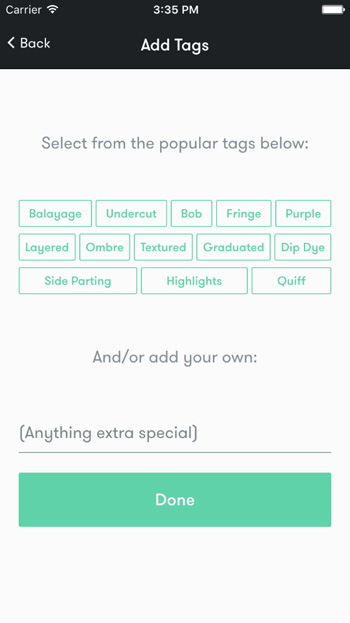 Carrier 3:35 PM
Back Add Tags
Select from the popular tags below:
Balayage Undercut Bob Fringe Purple
Layered Ombre Textured Graduated Dip Dye
Side Parting Highlights Quiff
And/or add your own:
(Anything extra special)
Done